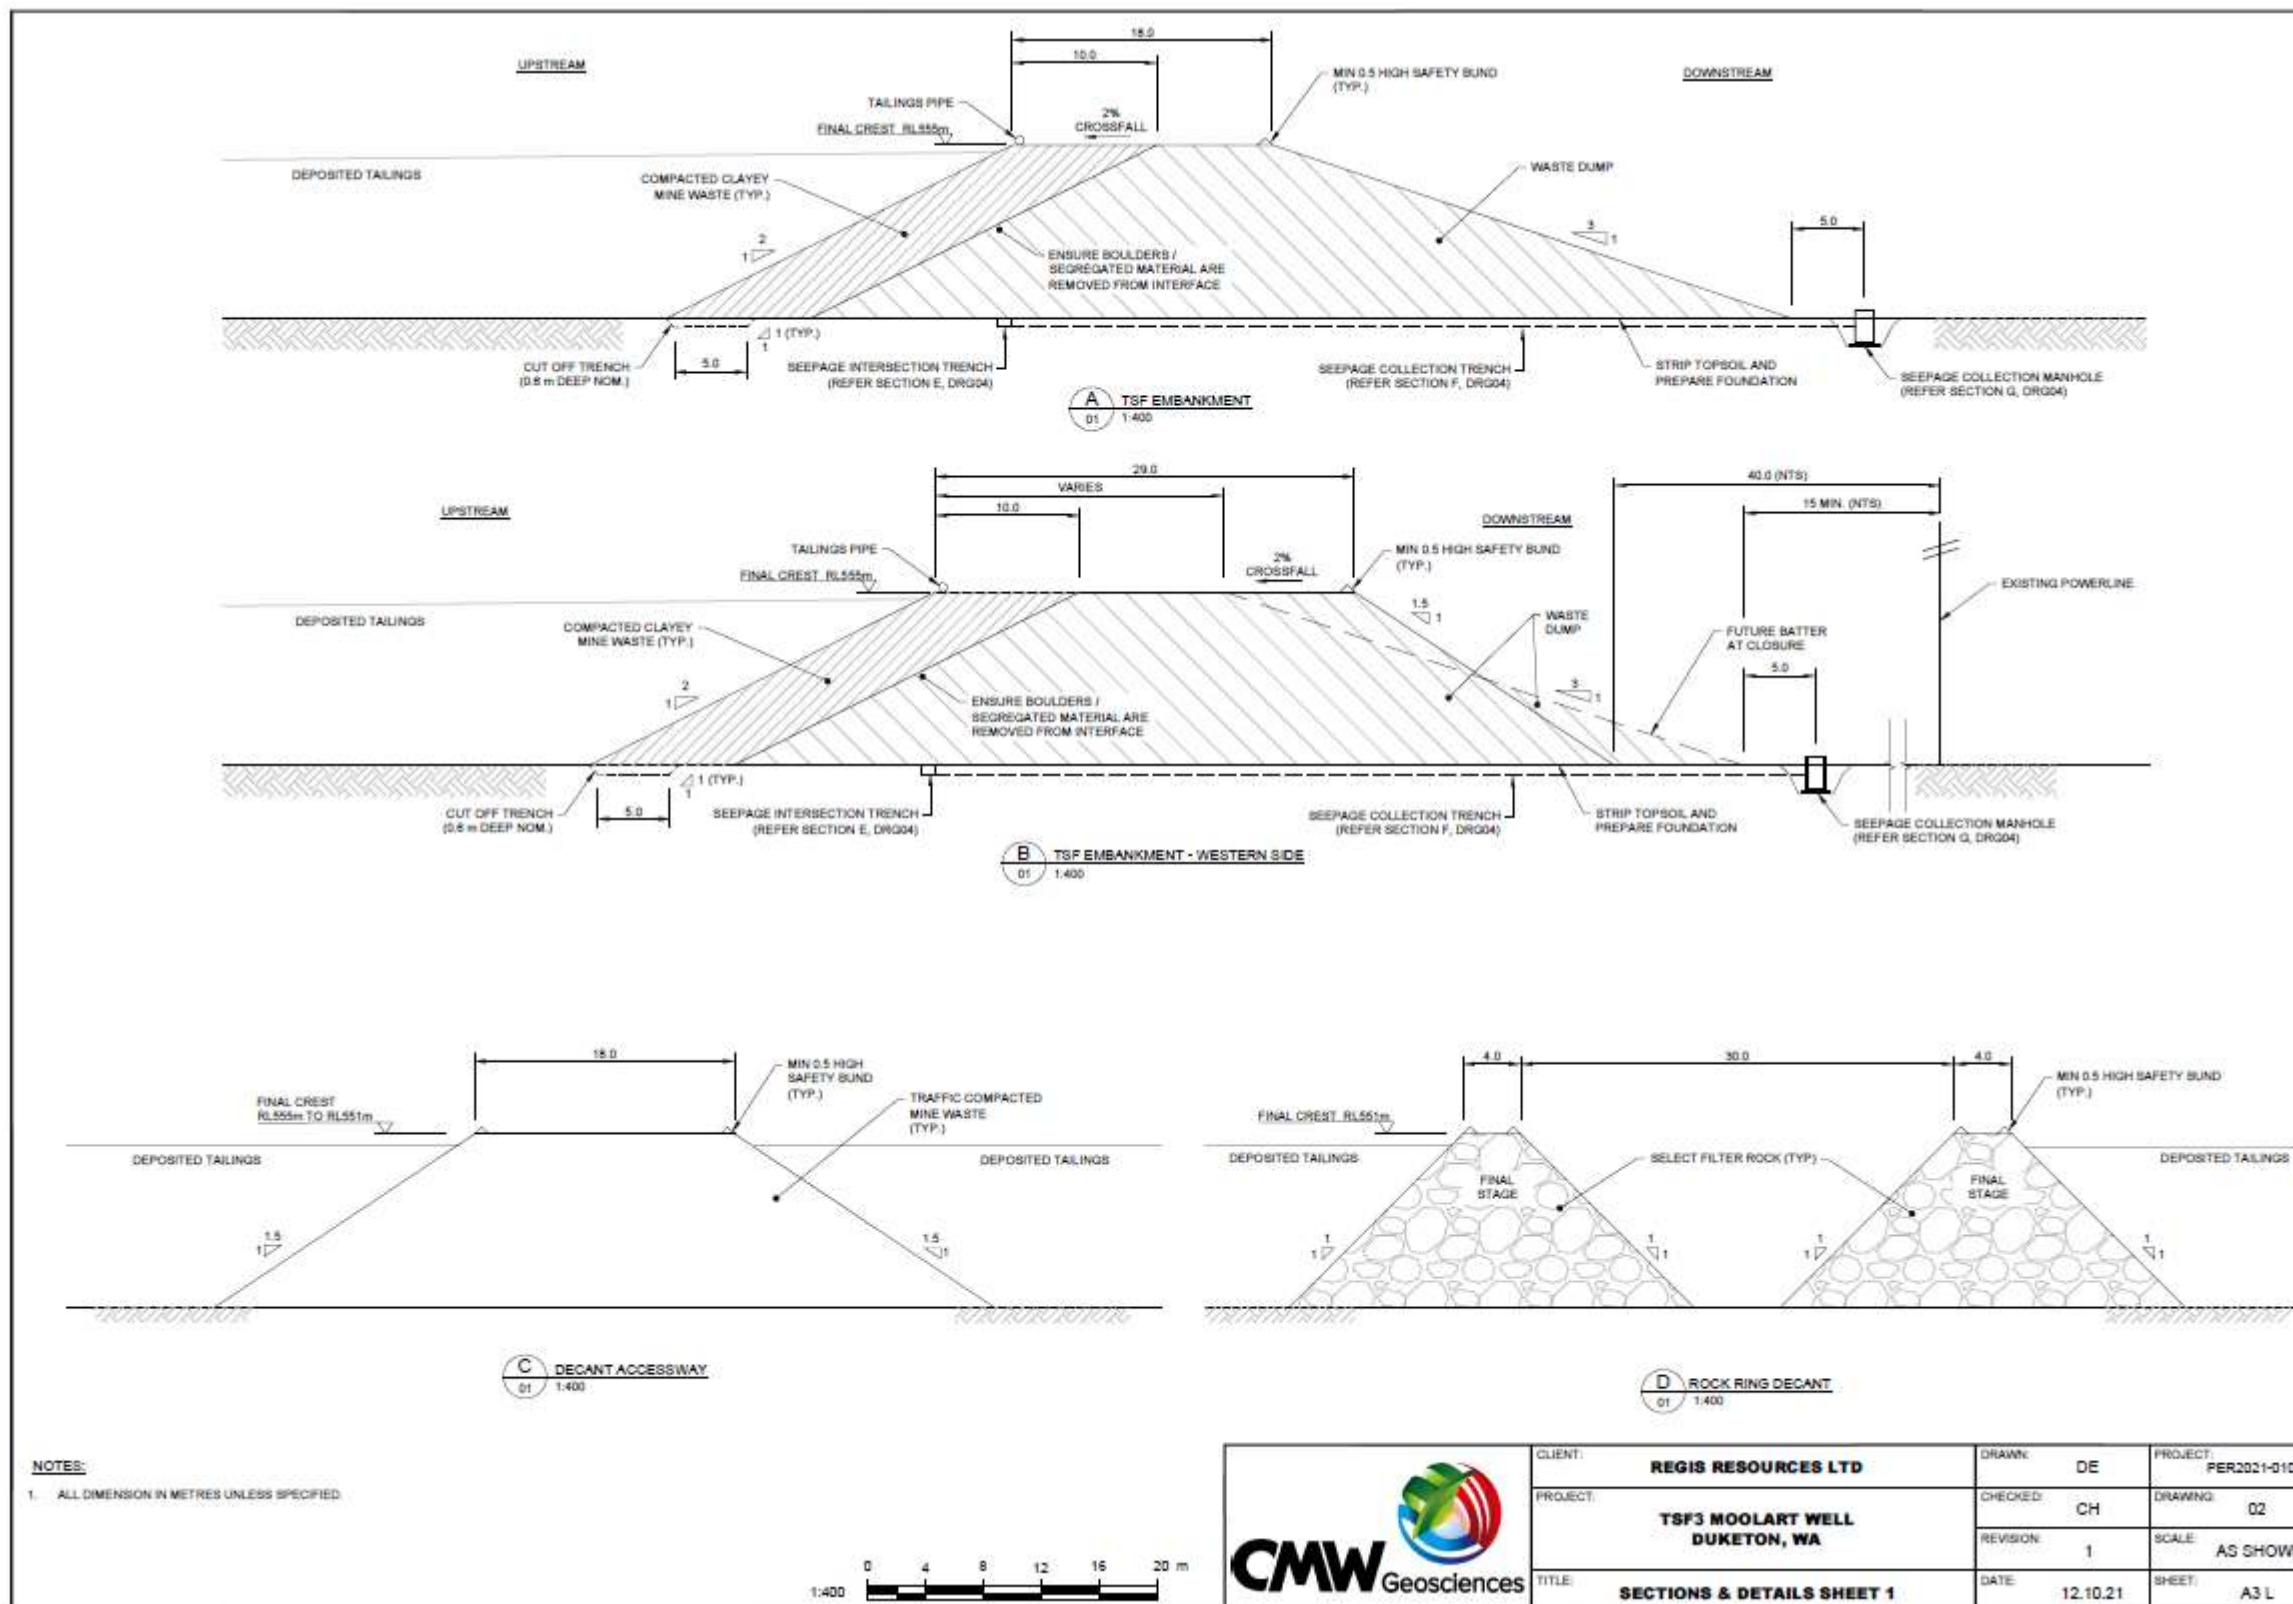 18.0
10.0
UPSTREAM
DOWNSTREAM
MIN 0.5 HIGH SAFETY BUND
(TYP.)
TAILINGS PIPE
2%
CROSSFALL
FINAL CREST RL555m
DEPOSITED TAILINGS
COMPACTED CLAYEY
MINE WASTE (TYP.)
WASTE DUMP
2
1
3
1
5.0
ENSURE BOULDERS /
SEGREGATED MATERIAL ARE
REMOVED FROM INTERFACE
1 (TYP.)
1
CUT OFF TRENCH
(0.6 m DEEP NOM.)
5.0
SEEPAGE INTERSECTION TRENCH
(REFER SECTION E, DRG04)
SEEPAGE COLLECTION TRENCH
(REFER SECTION F, DRG04)
STRIP TOPSOIL AND
PREPARE FOUNDATION
SEEPAGE COLLECTION MANHOLE
(REFER SECTION G, DRG04)
A
01
TSF EMBANKMENT
1:400
29.0
VARIES
10.0
40.0 (NTS)
15 MIN. (NTS)
UPSTREAM
DOWNSTREAM
TAILINGS PIPE
2%
CROSSFALL
MIN 0.5 HIGH SAFETY BUND
(TYP.)
FINAL CREST RL555m
EXISTING POWERLINE
DEPOSITED TAILINGS
COMPACTED CLAYEY
MINE WASTE (TYP.)
1.5
1
WASTE
DUMP
FUTURE BATTER
AT CLOSURE
5.0
2
1
3
1
ENSURE BOULDERS /
SEGREGATED MATERIAL ARE
REMOVED FROM INTERFACE
1 (TYP.)
1
CUT OFF TRENCH
(0.6 m DEEP NOM.)
5.0
SEEPAGE INTERSECTION TRENCH
(REFER SECTION E, DRG04)
SEEPAGE COLLECTION TRENCH
(REFER SECTION F, DRG04)
STRIP TOPSOIL AND
PREPARE FOUNDATION
SEEPAGE COLLECTION MANHOLE
(REFER SECTION G, DRG04)
B
01
TSF EMBANKMENT - WESTERN SIDE
1:400
18.0
MIN 0.5 HIGH
SAFETY BUND
(TYP.)
FINAL CREST
RL555m TO RL551m
TRAFFIC COMPACTED
MINE WASTE
(TYP.)
DEPOSITED TAILINGS
DEPOSITED TAILINGS
1.5
1
1.5
1
C
01
DECANT ACCESSWAY
1:400
4.0
30.0
4.0
MIN 0.5 HIGH SAFETY BUND
(TYP.)
FINAL CREST RL551m
DEPOSITED TAILINGS
SELECT FILTER ROCK (TYP)
DEPOSITED TAILINGS
FINAL
STAGE
FINAL
STAGE
1
1
1
1
1
1
1
1
D
01
ROCK RING DECANT
1:400
NOTES:
1. ALL DIMENSION IN METRES UNLESS SPECIFIED.
1:400
0 4 8 12 16 20 m
CMW Geosciences
CLIENT:
REGIS RESOURCES LTD
PROJECT:
TSF3 MOOLART WELL
DUKETON, WA
TITLE:
SECTIONS & DETAILS SHEET 1
DRAWN:
DE
CHECKED:
CH
REVISION:
1
DATE:
12.10.21
PROJECT:
PER2021-010
DRAWING:
02
SCALE:
AS SHOW
SHEET:
A3 L